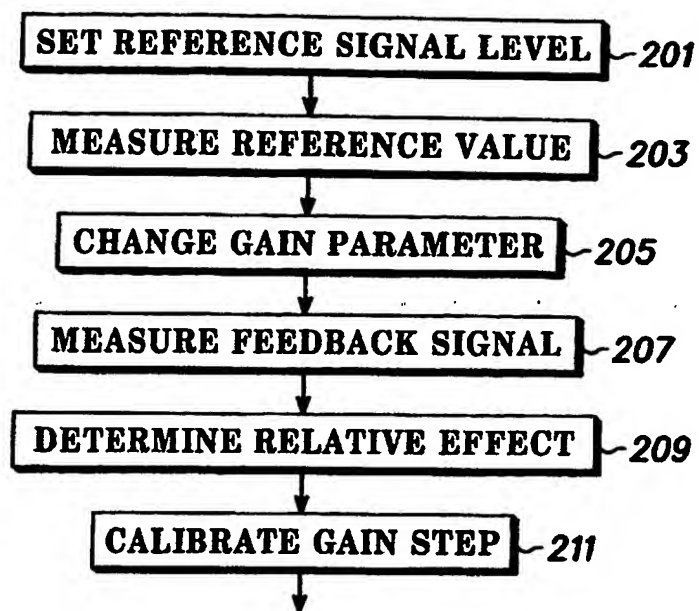 SET REFERENCE SIGNAL LEVEL 201
MEASURE REFERENCE VALUE 203
CHANGE GAIN PARAMETER 205
MEASURE FEEDBACK SIGNAL 207
DETERMINE RELATIVE EFFECT 209
CALIBRATE GAIN STEP 211